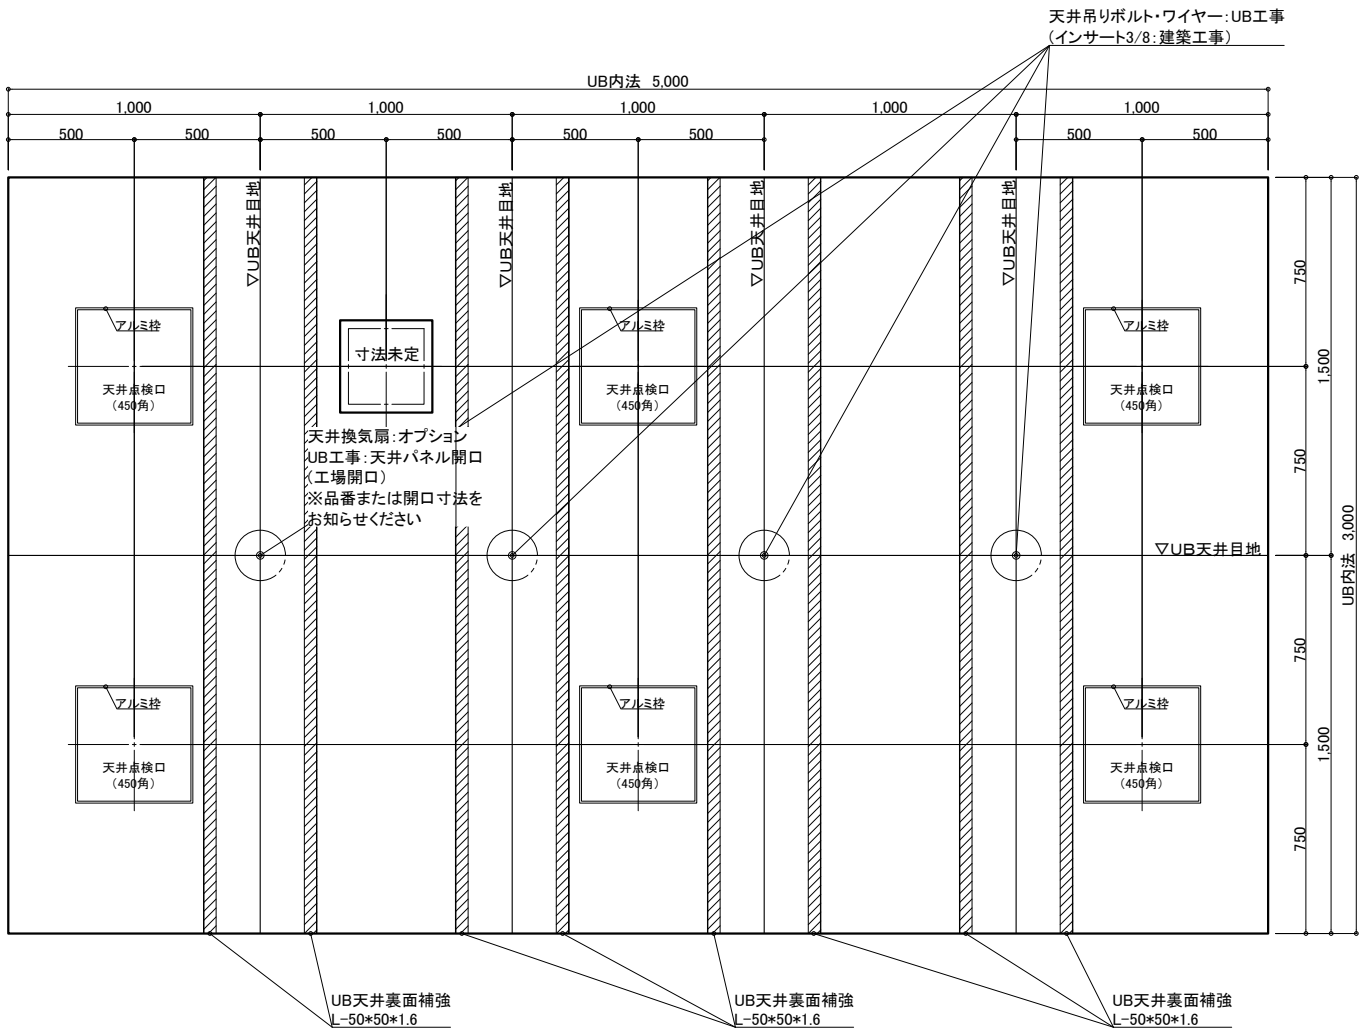 天井吊りボルト・ワイヤー：UB工事
(インサート3/8：建築工事)
UB内法 5,000
1,000
1,000
1,000
1,000
1,000
500
500
500
500
500
500
500
500
▽UB天井目地
▽UB天井目地
▽UB天井目地
▽UB天井目地
750
アルミ枠
寸法未定
アルミ枠
アルミ枠
1,500
天井点検口
(450角)
天井点検口
(450角)
天井点検口
(450角)
天井換気扇：オプション
UB工事：天井パネル開口
(工場開口)
※品番または開口寸法を
お知らせください
750
▽UB天井目地
UB内法 3,000
750
アルミ枠
アルミ枠
アルミ枠
1,500
天井点検口
(450角)
天井点検口
(450角)
天井点検口
(450角)
750
UB天井裏面補強
L-50*50*1.6
UB天井裏面補強
L-50*50*1.6
UB天井裏面補強
L-50*50*1.6